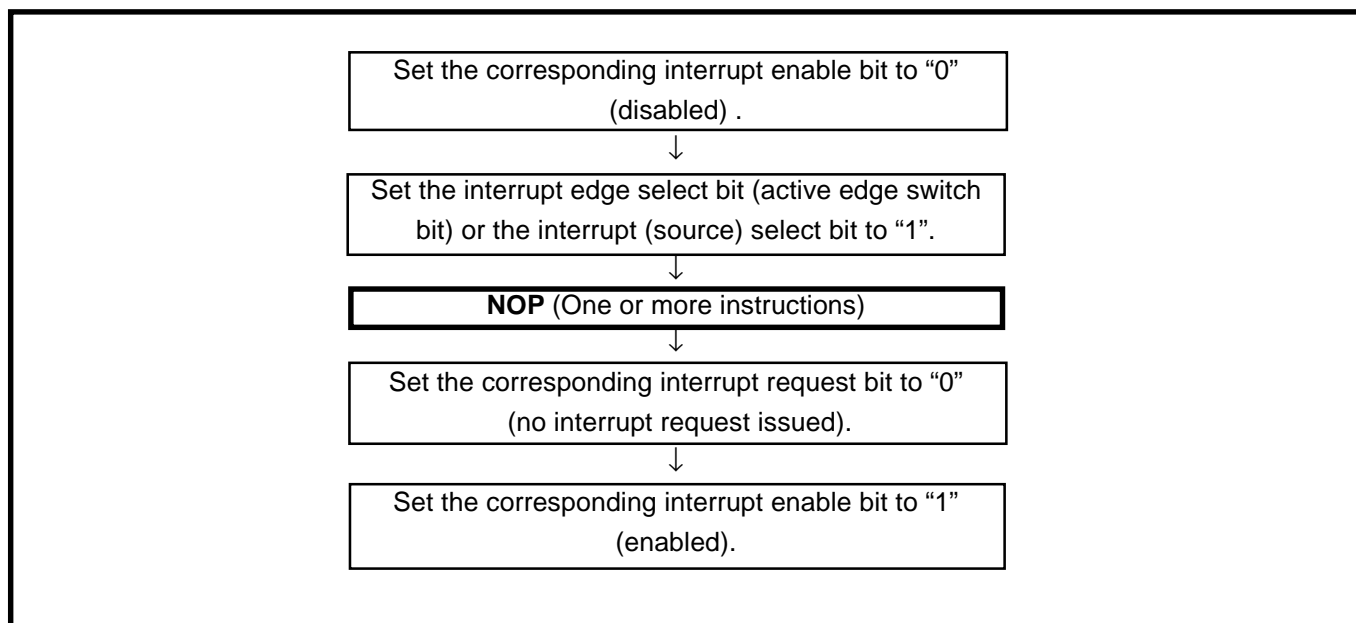 Set the corresponding interrupt enable bit to “0”
(disabled) .
↓
Set the interrupt edge select bit (active edge switch
bit) or the interrupt (source) select bit to “1”.
↓
NOP (One or more instructions)
↓
Set the corresponding interrupt request bit to “0”
(no interrupt request issued).
↓
Set the corresponding interrupt enable bit to “1”
(enabled).